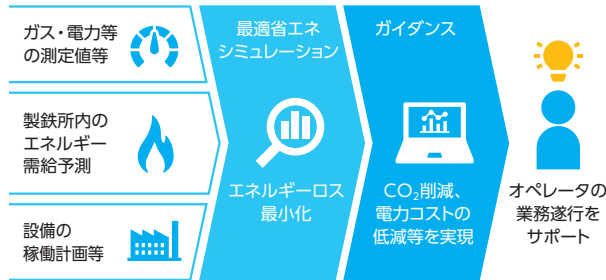 ガス・電力等
の測定値等
製鉄所内の
エネルギー
需給予測
設備の
稼働計画等
最適省エネ
シミュレーション
エネルギーロス
最小化
ガイダンス
CO₂削減、
電力コストの
低減等を実現
オペレータの
業務遂行を
サポート